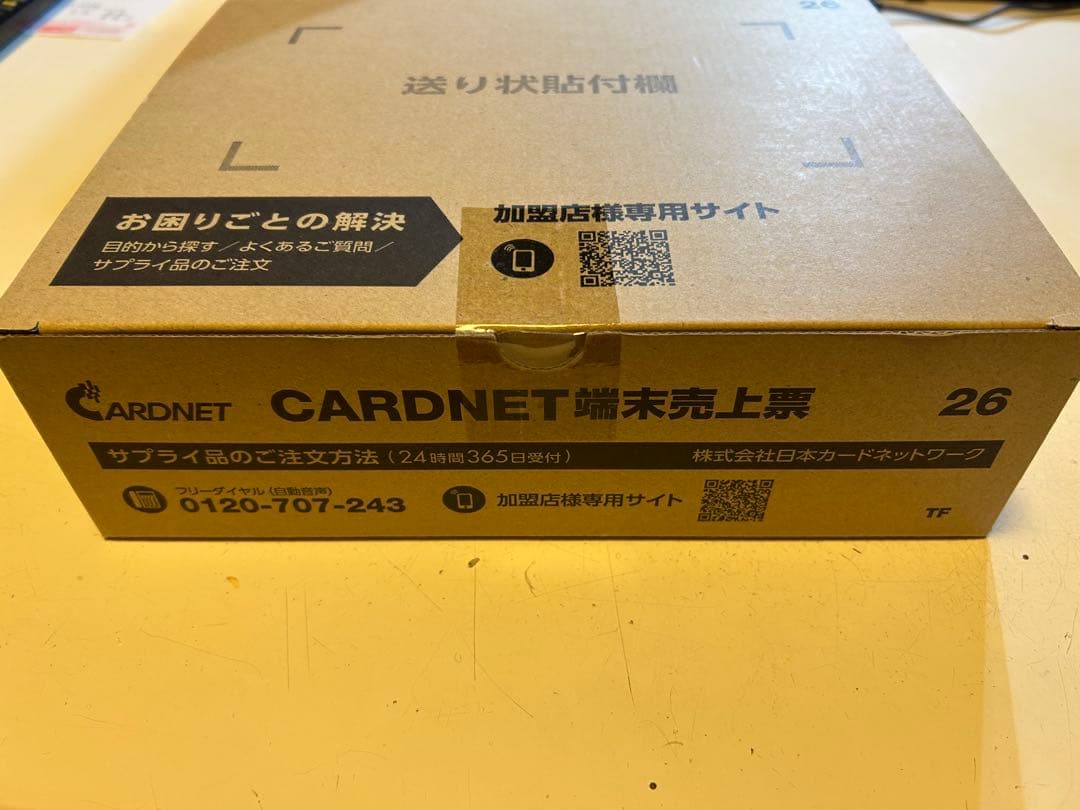 26
送り状貼付欄
お困りごとの解決
目的から探す／よくあるご質問／
サプライ品のご注文
加盟店様専用サイト
CARDNET
CARDNET端末売上票
26
サプライ品のご注文方法（24時間365日受付）
株式会社日本カードネットワーク
フリーダイヤル（自動音声）
0120-707-243
加盟店様専用サイト
TF